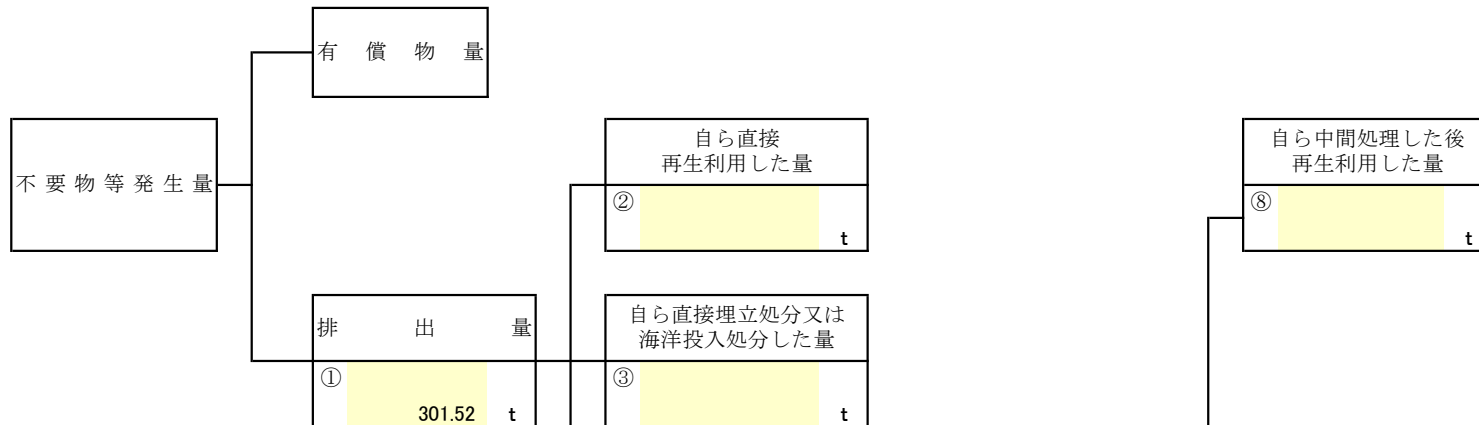 有償物量
不要物等発生量
自ら直接
再生利用した量
②
t
自ら中間処理した後
再生利用した量
⑧
t
排出量
①
301.52 t
自ら直接埋立処分又は
海洋投入処分した量
③
t